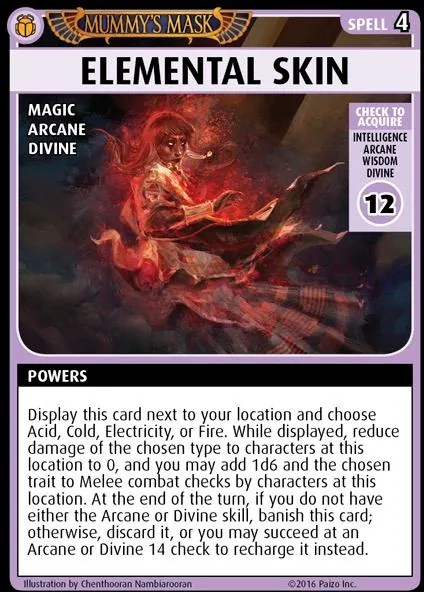 MUMMY'S MASK
SPELL 4
ELEMENTAL SKIN
MAGIC
ARCANE
DIVINE
CHECK TO
ACQUIRE
INTELLIGENCE
ARCANE
WISDOM
DIVINE
12
POWERS
Display this card next to your location and choose
Acid, Cold, Electricity, or Fire. While displayed, reduce
damage of the chosen type to characters at this
location to 0, and you may add 1d6 and the chosen
trait to Melee combat checks by characters at this
location. At the end of the turn, if you do not have
either the Arcane or Divine skill, banish this card;
otherwise, discard it, or you may succeed at an
Arcane or Divine 14 check to recharge it instead.
Illustration by Chenthooran Nambiarooran
©2016 Paizo Inc.